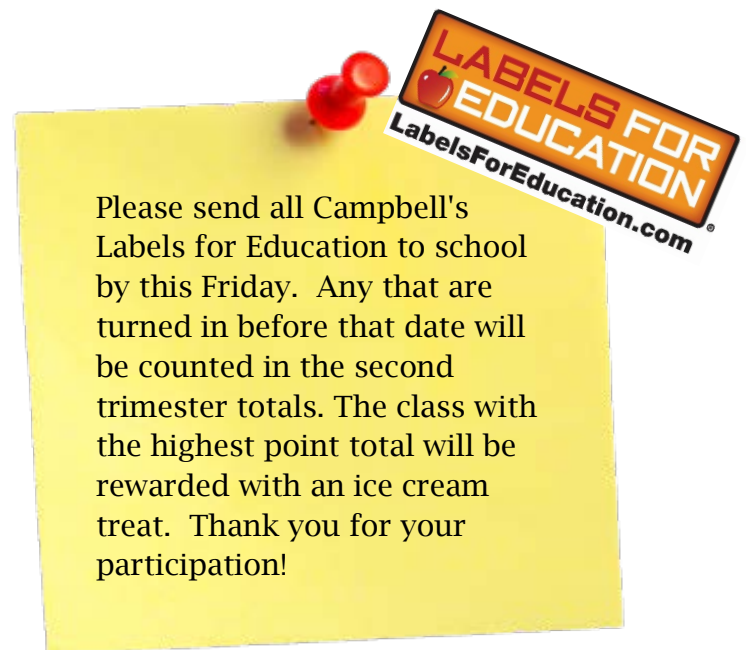 LABELS FOR
EDUCATION
LabelsForEducation.com
Please send all Campbell's
Labels for Education to school
by this Friday.  Any that are
turned in before that date will
be counted in the second
trimester totals. The class with
the highest point total will be
rewarded with an ice cream
treat.  Thank you for your
participation!